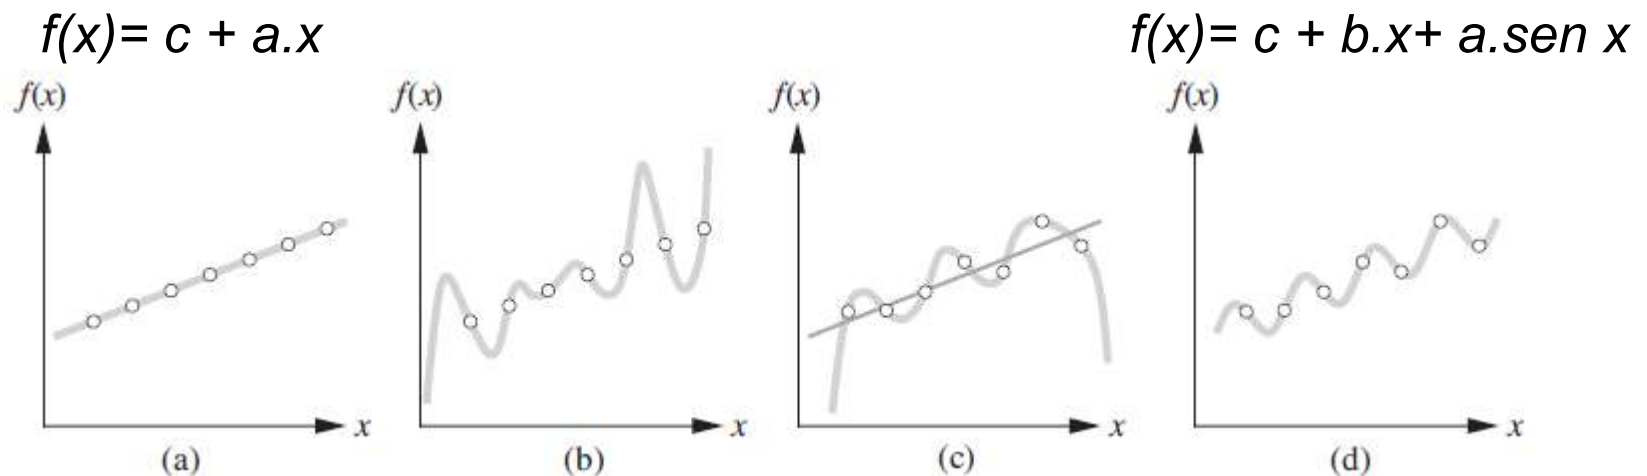 f(x)= c + a.x
f(x)= c + b.x+ a.sen x
f(x)
f(x)
f(x)
f(x)
x
x
x
x
(a)
(b)
(c)
(d)